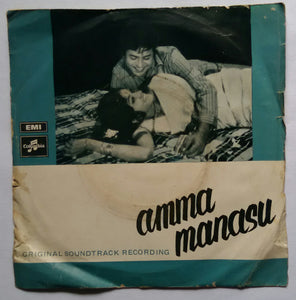 EMI
Columbia
amma
manasu
ORIGINAL SOUNDTRACK RECORDING